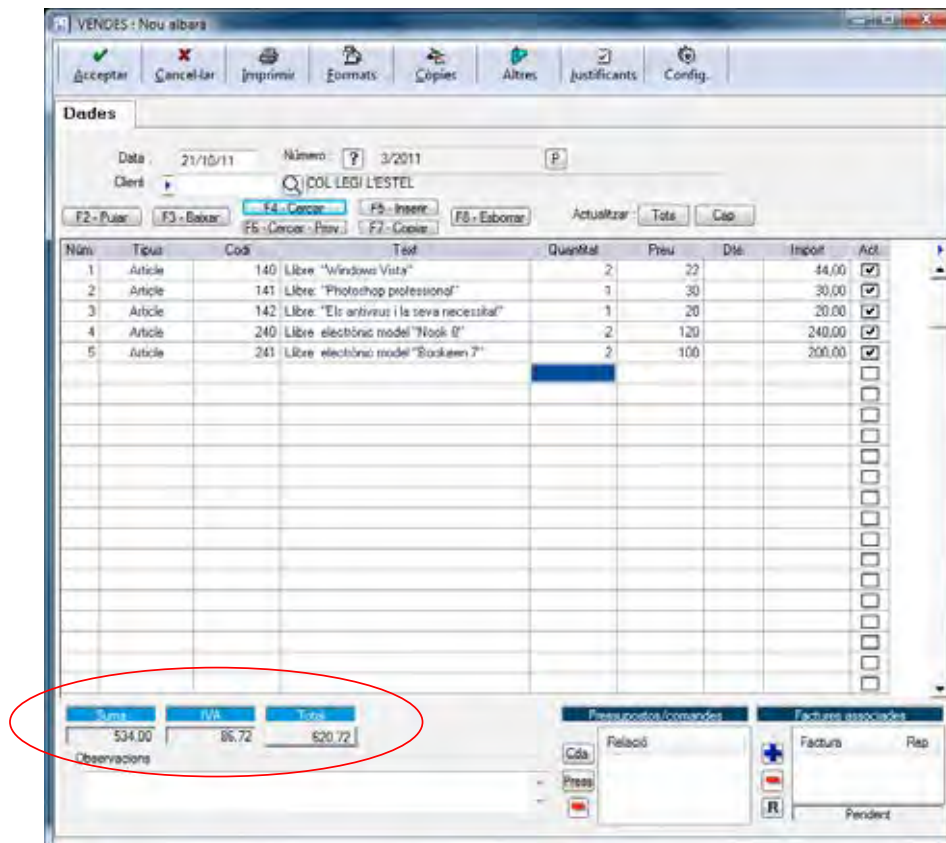 VENDES : Nou albarà
Acceptar Cancel·lar Imprimir Formats Còpies Altres Justificants Config.
Dades
Data : 21/10/11 Número : ? 3/2011 P
Client COL·LEGI L'ESTEL
F2 - Pujar F3 - Baixar F4 - Cercar F5 - Inserir F8 - Esborrar Actualitzar : Tots Cap
F6 - Cercar - Prov. F7 - Copiar
Núm. Tipus Codi Text Quantitat Preu Dte. Import Act.
1 Article 140 Llibre: "Windows Vista" 2 22 44,00
2 Article 141 Llibre: "Photoshop professional" 1 30 30,00
3 Article 142 Llibre: "Els antivirus i la seva necessitat" 1 20 20,00
4 Article 240 Llibre electrònic model "Nook 6" 2 120 240,00
5 Article 241 Llibre electrònic model "Bookeen 7" 2 100 200,00
Suma IVA Total Pressupostos/comandes Factures associades
534.00 86.72 620.72 Relació Factura Rep
Observacions Cda
Press
R Pendent